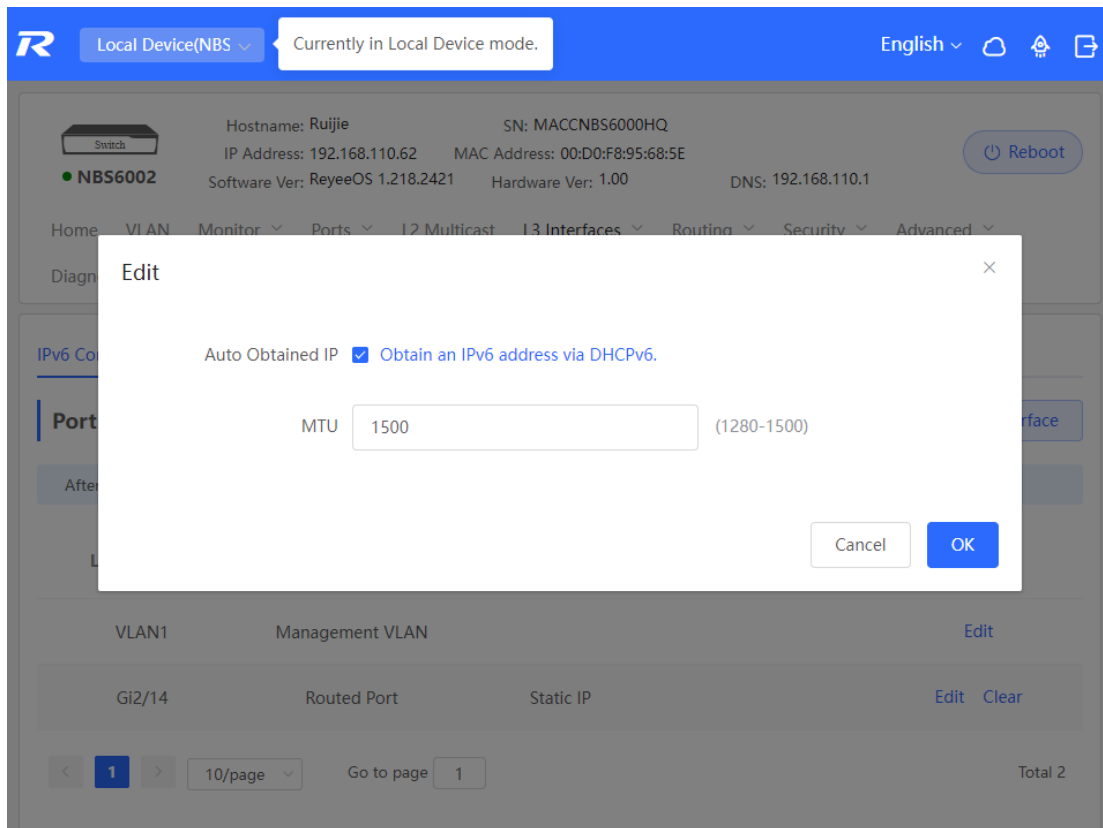 Local Device(NBS
Currently in Local Device mode.
English
Switch
NBS6002
Hostname: Ruijie
SN: MACCNBS6000HQ
IP Address: 192.168.110.62
MAC Address: 00:D0:F8:95:68:5E
Software Ver: ReyeeOS 1.218.2421
Hardware Ver: 1.00
DNS: 192.168.110.1
Reboot
Home VLAN Monitor Ports L2 Multicast L3 Interfaces Routing Security Advanced
Diagn
Edit
IPv6 Co
Auto Obtained IP Obtain an IPv6 address via DHCPv6.
Port
MTU 1500 (1280-1500)
rface
After
Cancel OK
L
VLAN1 Management VLAN Edit
Gi2/14 Routed Port Static IP Edit Clear
1 10/page Go to page 1 Total 2